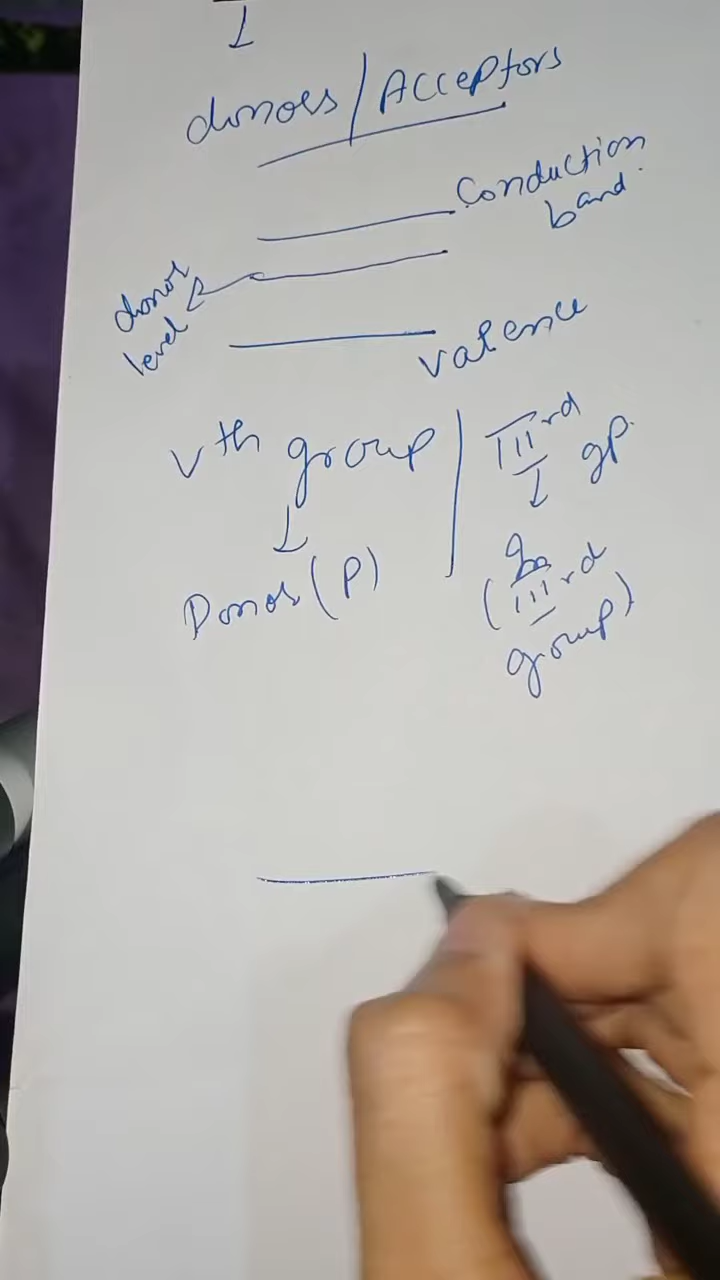 donors/Acceptors
Conduction
band.
donor
level
valence
Vth group
IIIrd gp.
Donor (P)
(IIIrd
group)